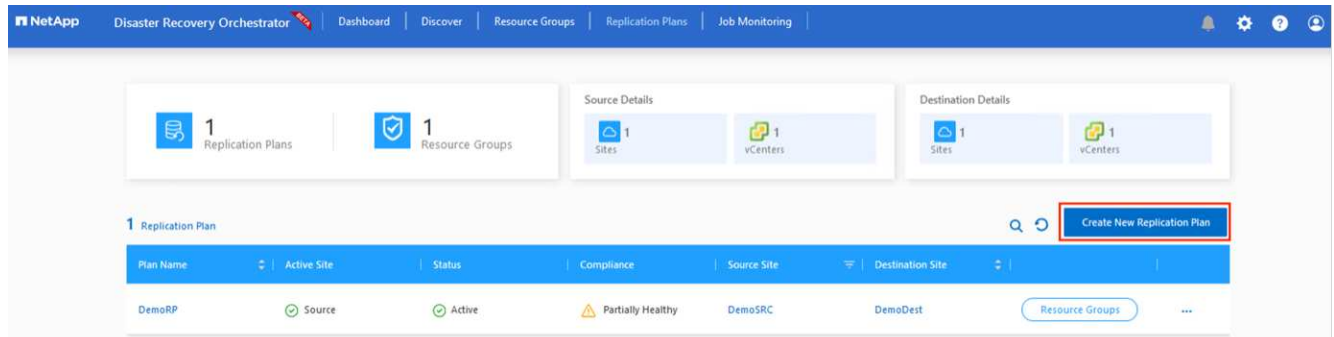 NetApp Disaster Recovery Orchestrator Beta Dashboard Discover Resource Groups Replication Plans Job Monitoring
Source Details
Destination Details
1
Replication Plans
1
Resource Groups
1
Sites
1
vCenters
1
Sites
1
vCenters
1 Replication Plan
Create New Replication Plan
Plan Name Active Site Status Compliance Source Site Destination Site
DemoRP Source Active Partially Healthy DemoSRC DemoDest Resource Groups ...